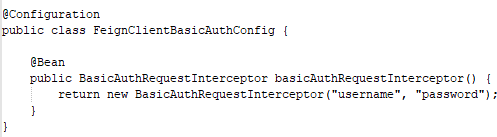 @Configuration
public class FeignClientBasicAuthConfig {
@Bean
public BasicAuthRequestInterceptor basicAuthRequestInterceptor() {
return new BasicAuthRequestInterceptor("username", "password");
}
}